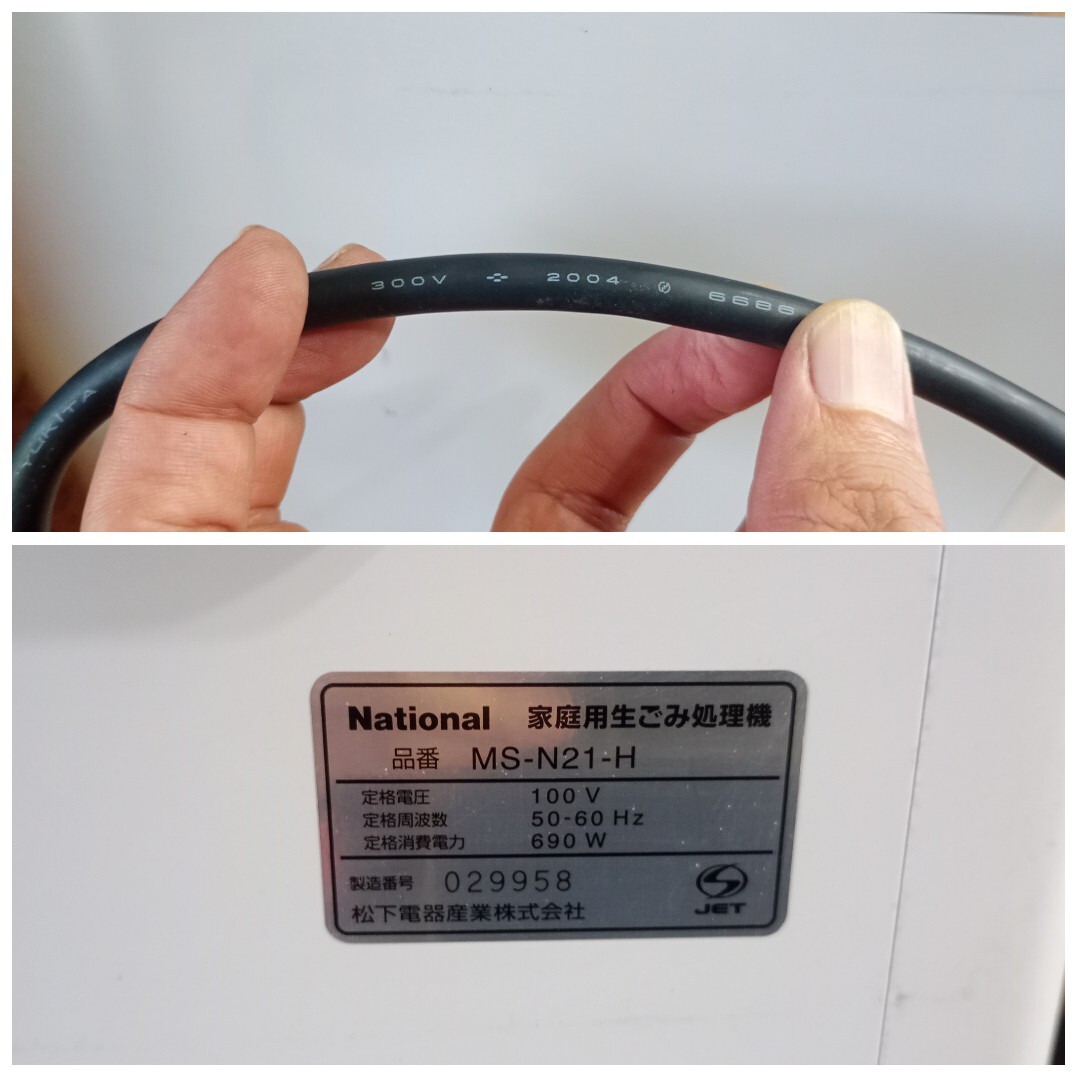 300V 2004 6686
YUKITA
National 家庭用生ごみ処理機
品番 MS-N21-H
定格電圧 100 V
定格周波数 50-60 Hz
定格消費電力 690 W
製造番号 029958
松下電器産業株式会社
JET